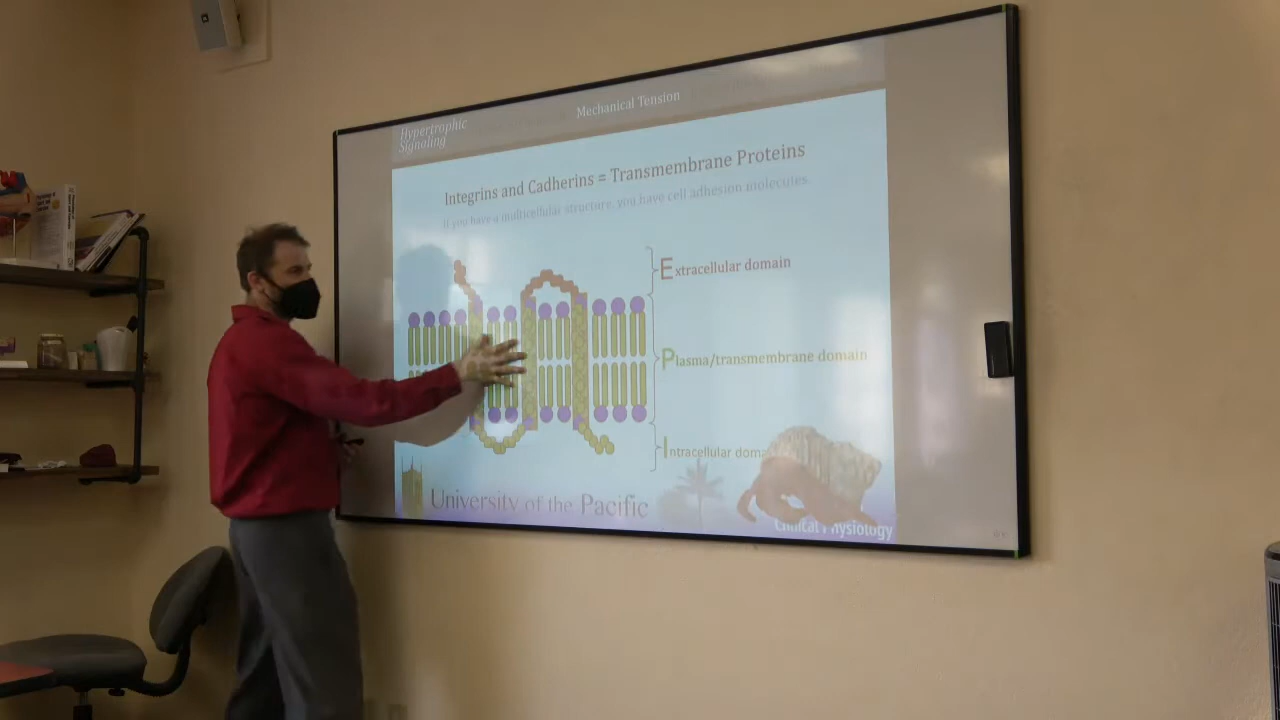 Hypertrophic
Signaling
Mechanical Tension
Integrins and Cadherins = Transmembrane Proteins
If you have a multicellular structure, you have cell adhesion molecules
Extracellular domain
Plasma/transmembrane domain
Intracellular doma
University of the Pacific
Clinical Physiology